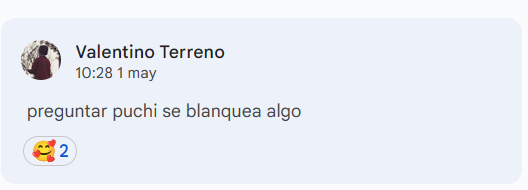 Valentino Terreno
10:28 1 may
preguntar puchi se blanquea algo
🥰 2